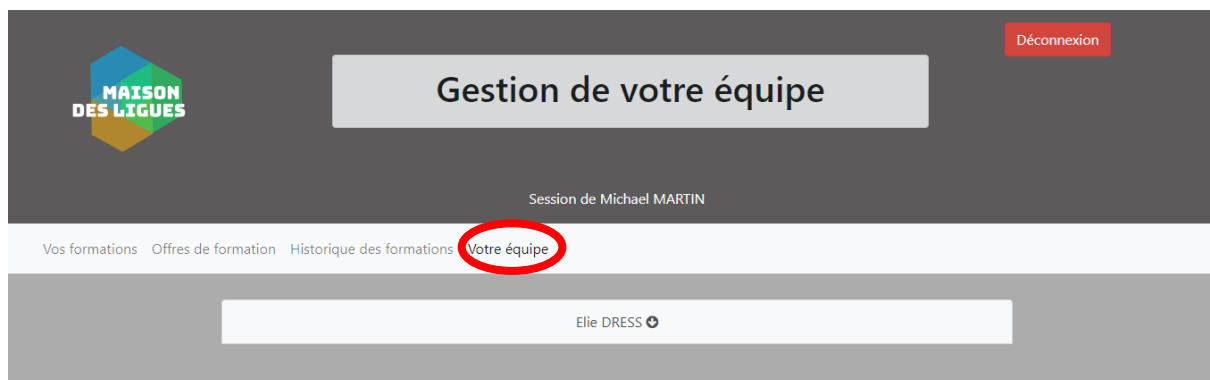 Déconnexion
MAISON
DES LIGUES
Gestion de votre équipe
Session de Michael MARTIN
Vos formations Offres de formation Historique des formations Votre équipe
Elie DRESS